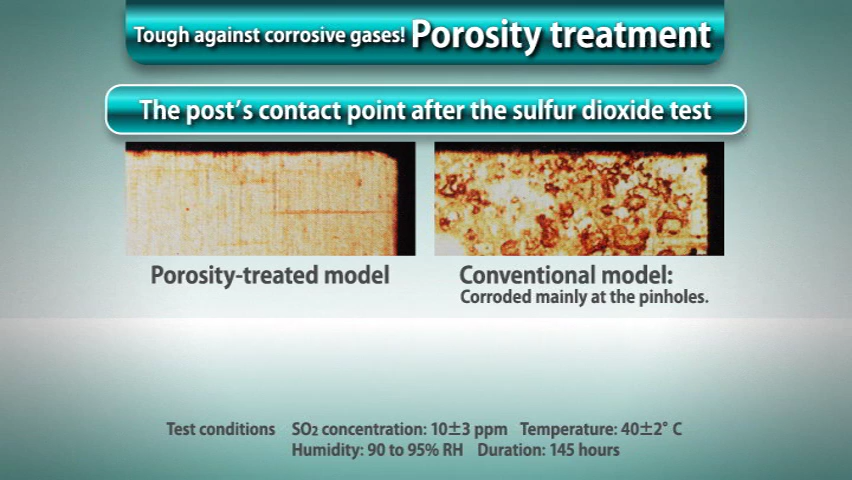 Tough against corrosive gases! Porosity treatment
The post's contact point after the sulfur dioxide test
Porosity-treated model
Conventional model:
Corroded mainly at the pinholes.
Test conditions SO₂ concentration: 10±3 ppm Temperature: 40±2° C
Humidity: 90 to 95% RH Duration: 145 hours